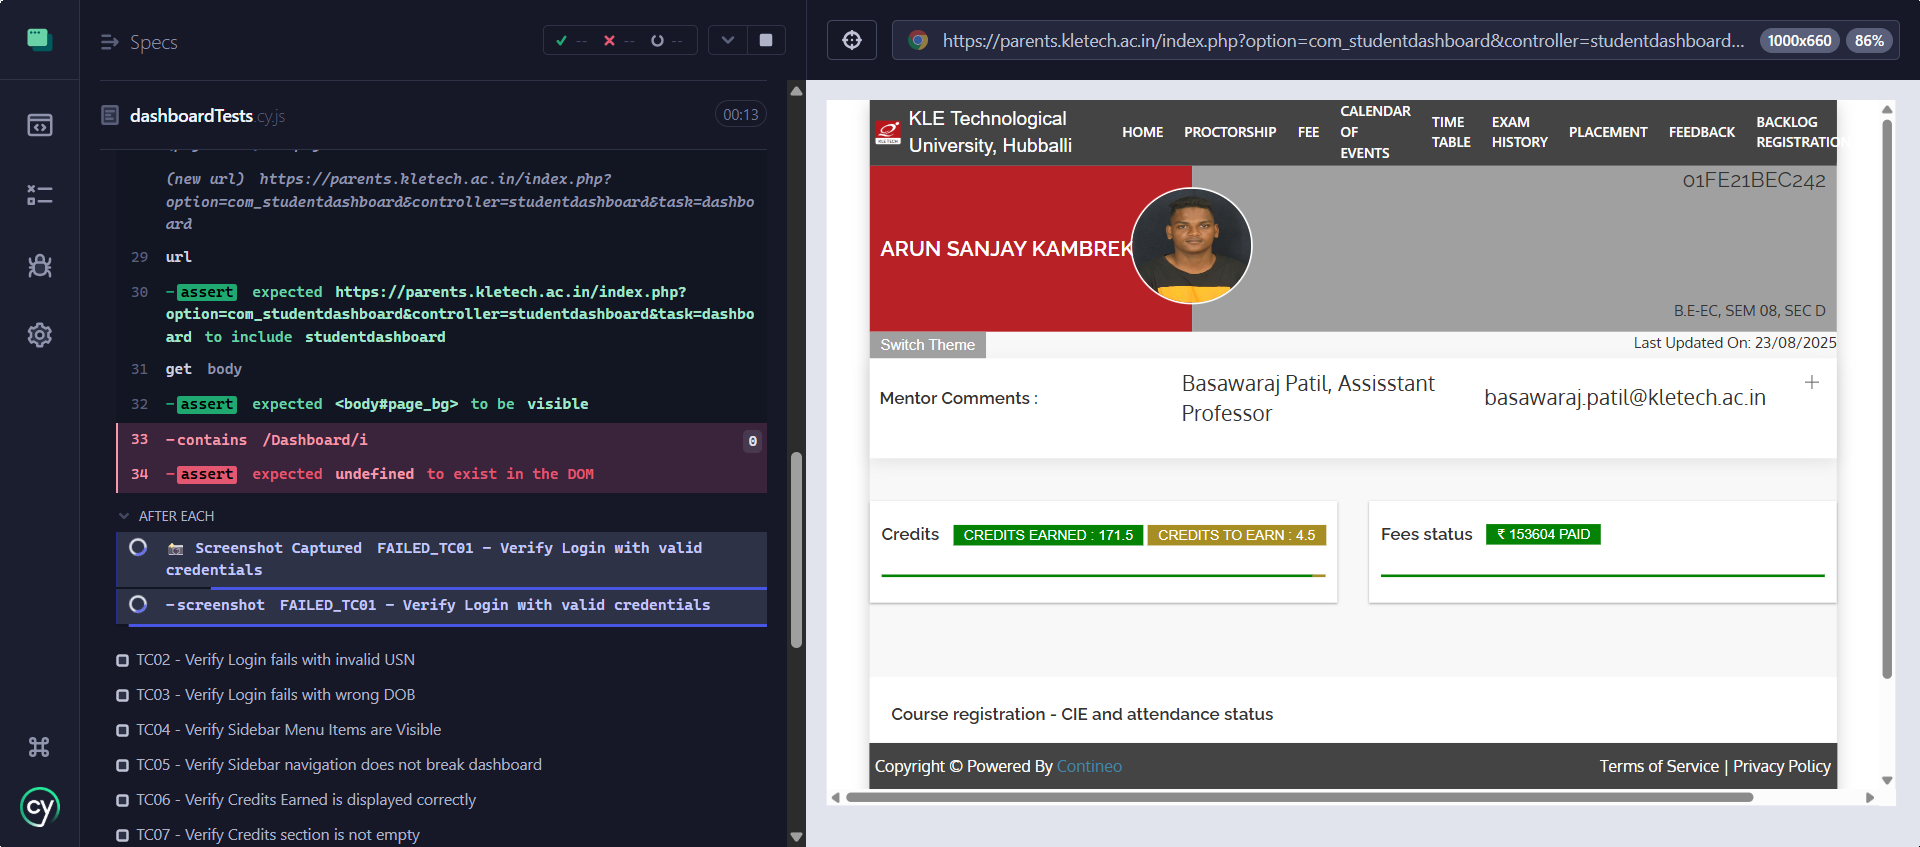 Specs
-- -- --
dashboardTests.cy.js
00:13
(new url) https://parents.kletech.ac.in/index.php?
option=com_studentdashboard&controller=studentdashboard&task=dashbo
ard
29 url
30 -assert expected https://parents.kletech.ac.in/index.php?
option=com_studentdashboard&controller=studentdashboard&task=dashbo
ard to include studentdashboard
31 get body
32 -assert expected <body#page_bg> to be visible
33 -contains /Dashboard/i 0
34 -assert expected undefined to exist in the DOM
AFTER EACH
Screenshot Captured FAILED_TC01 - Verify Login with valid
credentials
-screenshot FAILED_TC01 - Verify Login with valid credentials
TC02 - Verify Login fails with invalid USN
TC03 - Verify Login fails with wrong DOB
TC04 - Verify Sidebar Menu Items are Visible
TC05 - Verify Sidebar navigation does not break dashboard
TC06 - Verify Credits Earned is displayed correctly
TC07 - Verify Credits section is not empty
cy
https://parents.kletech.ac.in/index.php?option=com_studentdashboard&controller=studentdashboard...
1000x660
86%
KLE TECH
KLE Technological
University, Hubballi
HOME
PROCTORSHIP
FEE
CALENDAR
OF
EVENTS
TIME
TABLE
EXAM
HISTORY
PLACEMENT
FEEDBACK
BACKLOG
REGISTRATIO
01FE21BEC242
ARUN SANJAY KAMBREK
B.E-EC, SEM 08, SEC D
Switch Theme
Last Updated On: 23/08/2025
Mentor Comments :
Basawaraj Patil, Assisstant
Professor
basawaraj.patil@kletech.ac.in
Credits
CREDITS EARNED : 171.5
CREDITS TO EARN : 4.5
Fees status
₹ 153604 PAID
Course registration - CIE and attendance status
Copyright © Powered By Contineo
Terms of Service | Privacy Policy